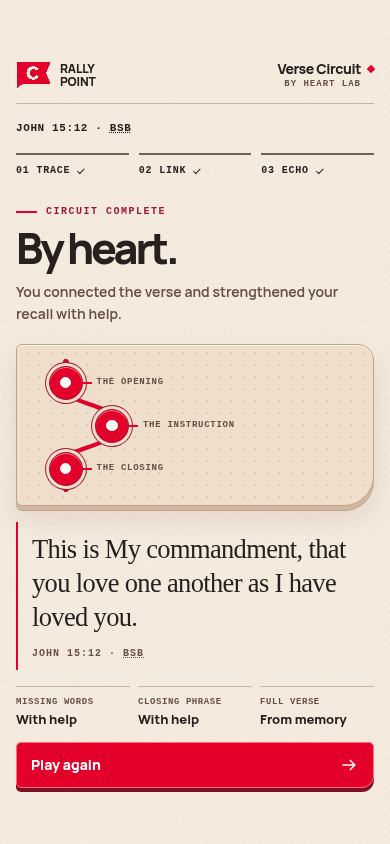 C
RALLY
POINT
Verse Circuit
BY HEART LAB
JOHN 15:12 · BSB
01 TRACE ✓
02 LINK ✓
03 ECHO ✓
CIRCUIT COMPLETE
By heart.
You connected the verse and strengthened your
recall with help.
THE OPENING
THE INSTRUCTION
THE CLOSING
This is My commandment, that
you love one another as I have
loved you.
JOHN 15:12 · BSB
MISSING WORDS
With help
CLOSING PHRASE
With help
FULL VERSE
From memory
Play again →